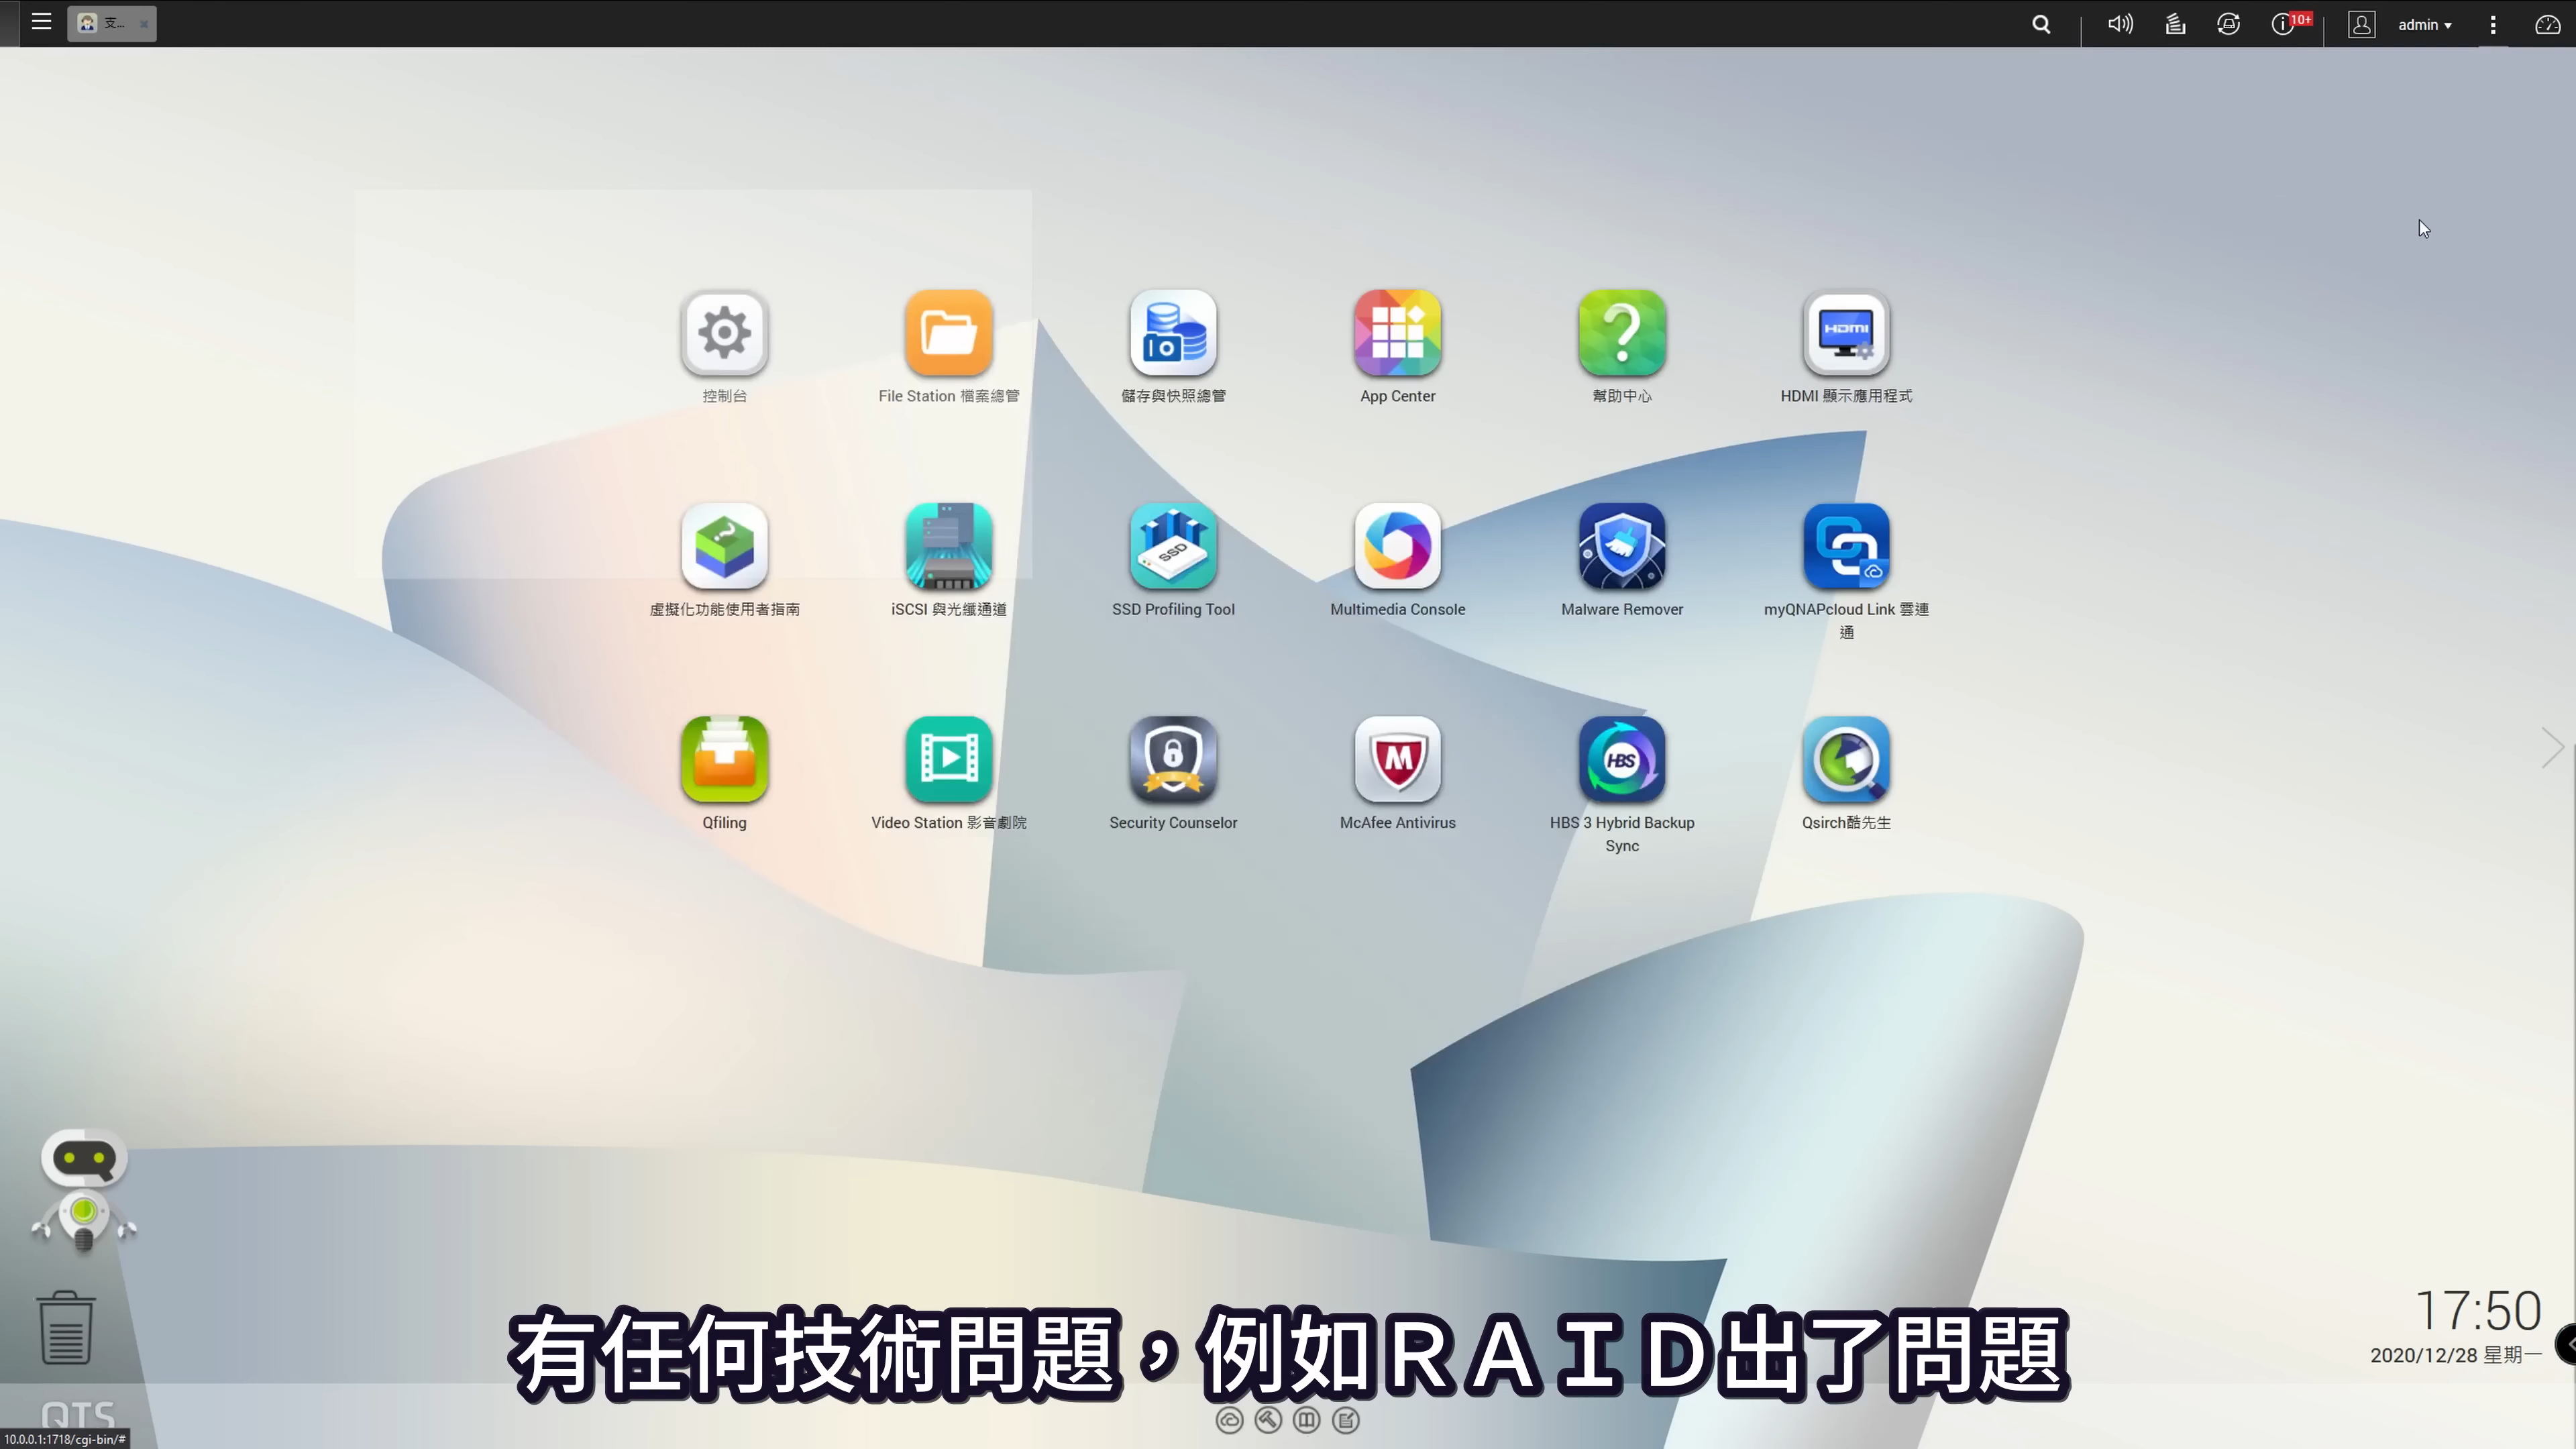 支...
10+
admin
控制台
File Station 檔案總管
儲存與快照總管
App Center
幫助中心
HDMI
HDMI 顯示應用程式
SSD
虛擬化功能使用者指南
iSCSI 與光纖通道
SSD Profiling Tool
Multimedia Console
Malware Remover
myQNAPcloud Link 雲連
通
HBS
Qfiling
Video Station 影音劇院
Security Counselor
McAfee Antivirus
HBS 3 Hybrid Backup
Sync
Qsirch酷先生
17:50
2020/12/28 星期一
有任何技術問題，例如ＲＡＩＤ出了問題
QTS
10.0.0.1:1718/cgi-bin/#